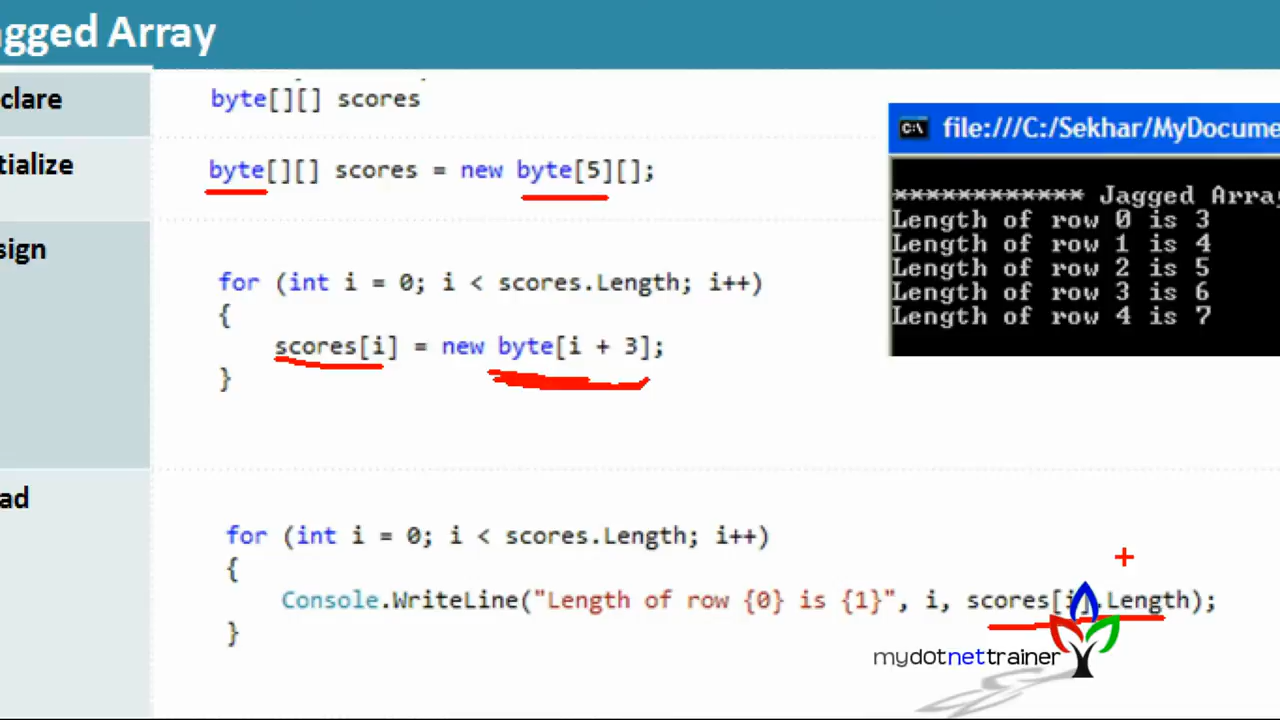 agged Array
clare
byte[][] scores
tialize
byte[][] scores = new byte[5][];
sign
for (int i = 0; i < scores.Length; i++)
{
scores[i] = new byte[i + 3];
}
ad
for (int i = 0; i < scores.Length; i++)
{
Console.WriteLine("Length of row {0} is {1}", i, scores[i].Length);
}
file:///C:/Sekhar/MyDocume
************ Jagged Array
Length of row 0 is 3
Length of row 1 is 4
Length of row 2 is 5
Length of row 3 is 6
Length of row 4 is 7
mydotnettrainer